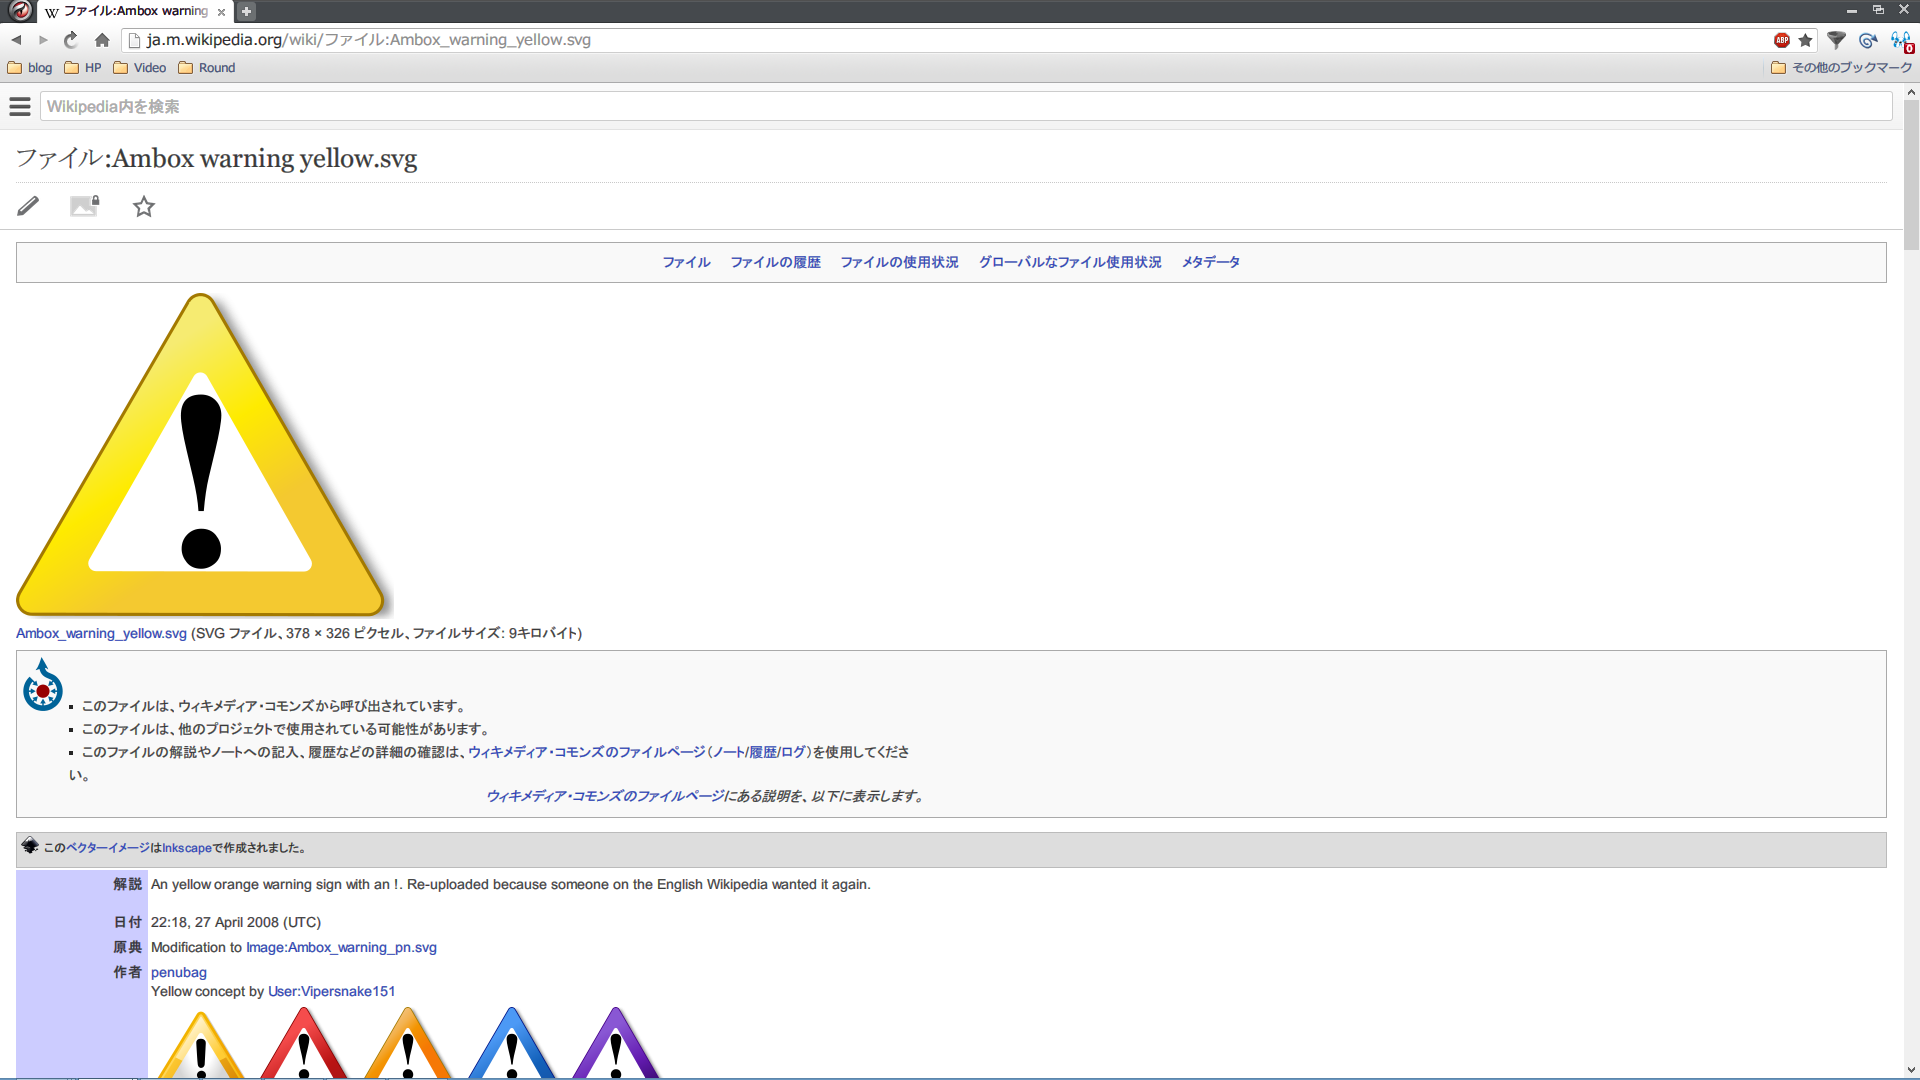 W ファイル:Ambox warning
ja.m.wikipedia.org/wiki/ファイル:Ambox_warning_yellow.svg
ABP
0
blog HP Video Round その他のブックマーク
Wikipedia内を検索
ファイル:Ambox warning yellow.svg
ファイル ファイルの履歴 ファイルの使用状況 グローバルなファイル使用状況 メタデータ
!
Ambox_warning_yellow.svg (SVG ファイル、378 × 326 ピクセル、ファイルサイズ: 9キロバイト)
▪ このファイルは、ウィキメディア・コモンズから呼び出されています。
▪ このファイルは、他のプロジェクトで使用されている可能性があります。
▪ このファイルの解説やノートへの記入、履歴などの詳細の確認は、ウィキメディア・コモンズのファイルページ(ノート/履歴/ログ)を使用してくださ
い。
ウィキメディア・コモンズのファイルページにある説明を、以下に表示します。
このベクターイメージはInkscapeで作成されました。
解説 An yellow orange warning sign with an !. Re-uploaded because someone on the English Wikipedia wanted it again.
日付 22:18, 27 April 2008 (UTC)
原典 Modification to Image:Ambox_warning_pn.svg
作者 penubag
Yellow concept by User:Vipersnake151
! ! ! ! !